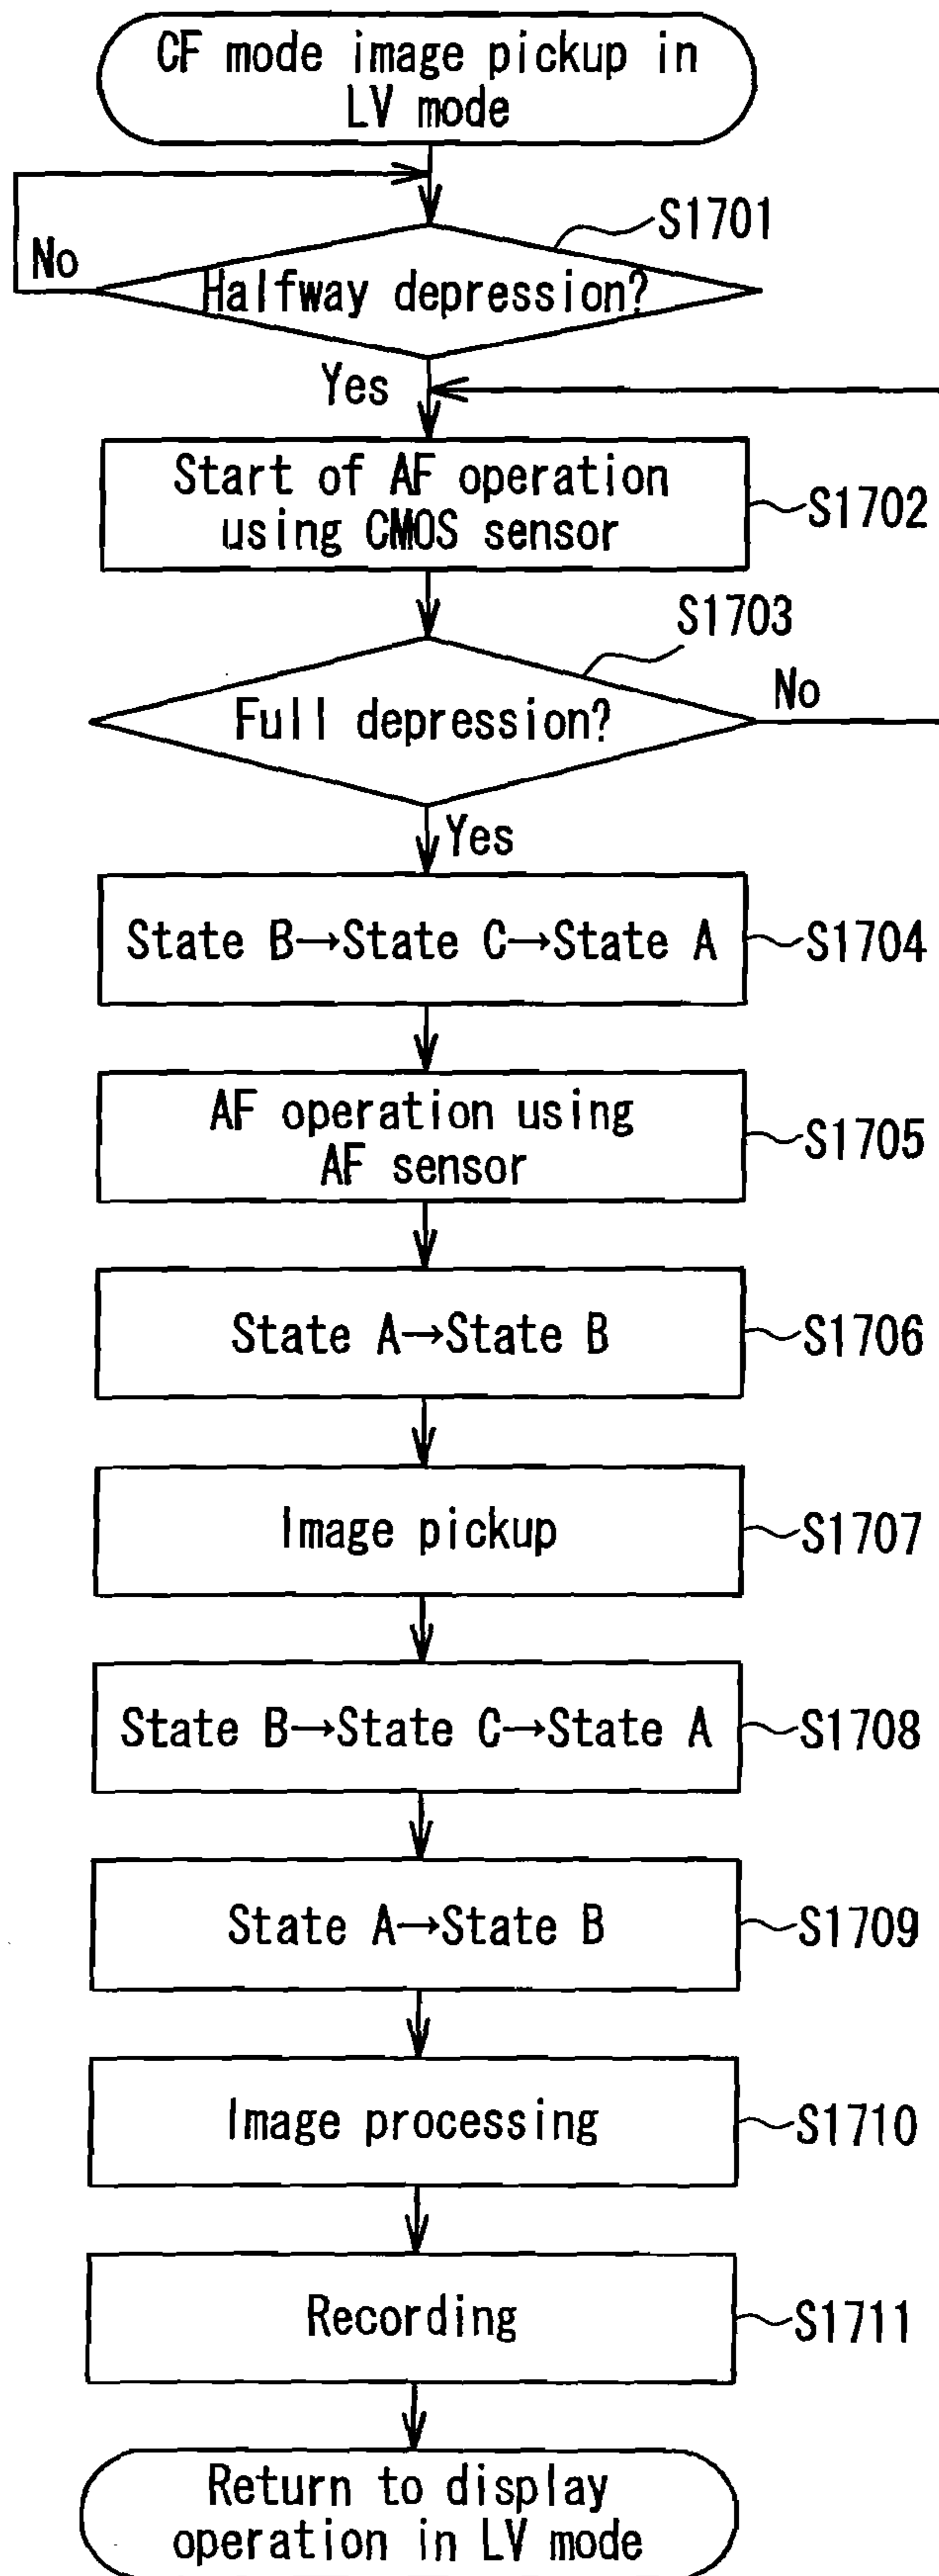 CF mode image pickup in
LV mode
S1701
No
Halfway depression?
Yes
Start of AF operation
using CMOS sensor
S1702
S1703
No
Full depression?
Yes
State B→State C→State A
S1704
AF operation using
AF sensor
S1705
State A→State B
S1706
Image pickup
S1707
State B→State C→State A
S1708
State A→State B
S1709
Image processing
S1710
Recording
S1711
Return to display
operation in LV mode